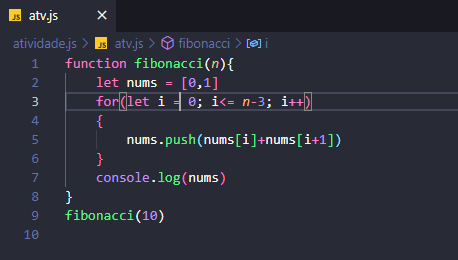 JS atv.js ×
atividade.js > JS atv.js > fibonacci > i
1 function fibonacci(n){
2 let nums = [0,1]
3 for(let i = 0; i<= n-3; i++)
4 {
5 nums.push(nums[i]+nums[i+1])
6 }
7 console.log(nums)
8 }
9 fibonacci(10)
10